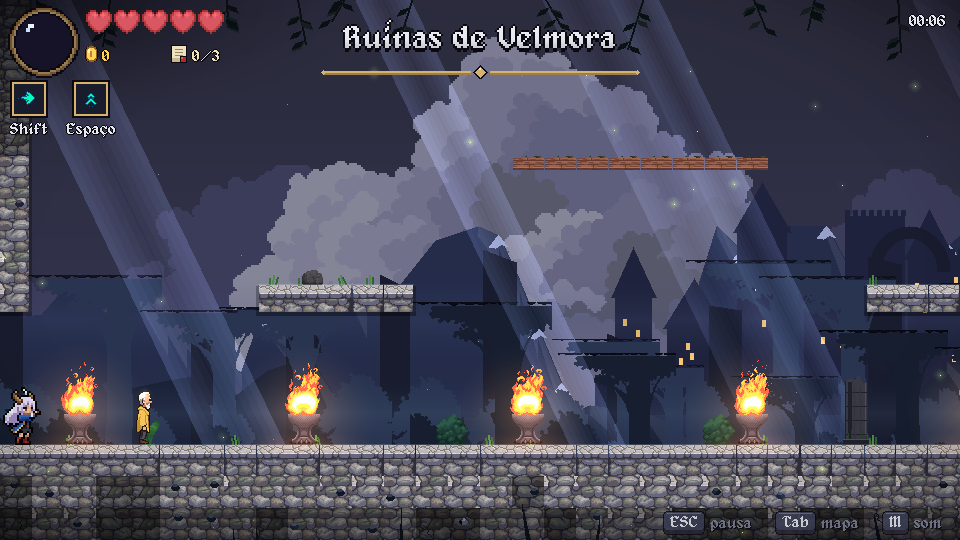 Ruínas de Velmora
00:06
0
0/3
Shift
Espaço
ESC pausa
Tab mapa
M som